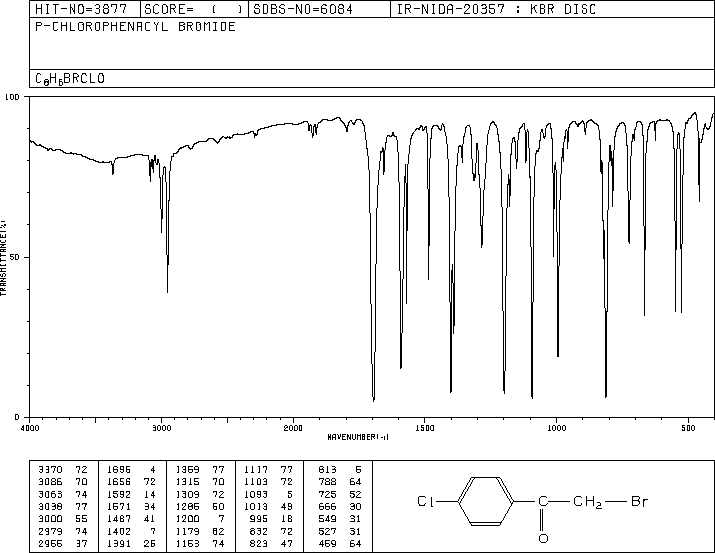 HIT-NO=3877 SCORE= ( ) SDBS-NO=6084 IR-NIDA-20357 : KBR DISC
P-CHLOROPHENACYL BROMIDE
C8H6BRCLO
100
50
0
TRANSMITTANCE(%)
4000 3000 2000 1500 1000 500
WAVENUMBER(-1)
3370 72 1695 4 1359 77 1117 77 813 5
3086 70 1656 72 1315 70 1103 72 788 64
3063 74 1592 14 1309 72 1093 5 725 52
3038 77 1571 34 1285 60 1013 49 666 30
3000 55 1487 41 1200 7 995 18 549 31
2979 74 1402 7 1179 62 832 72 527 31
2955 37 1391 26 1153 74 823 47 459 64
Cl C CH2 Br
O